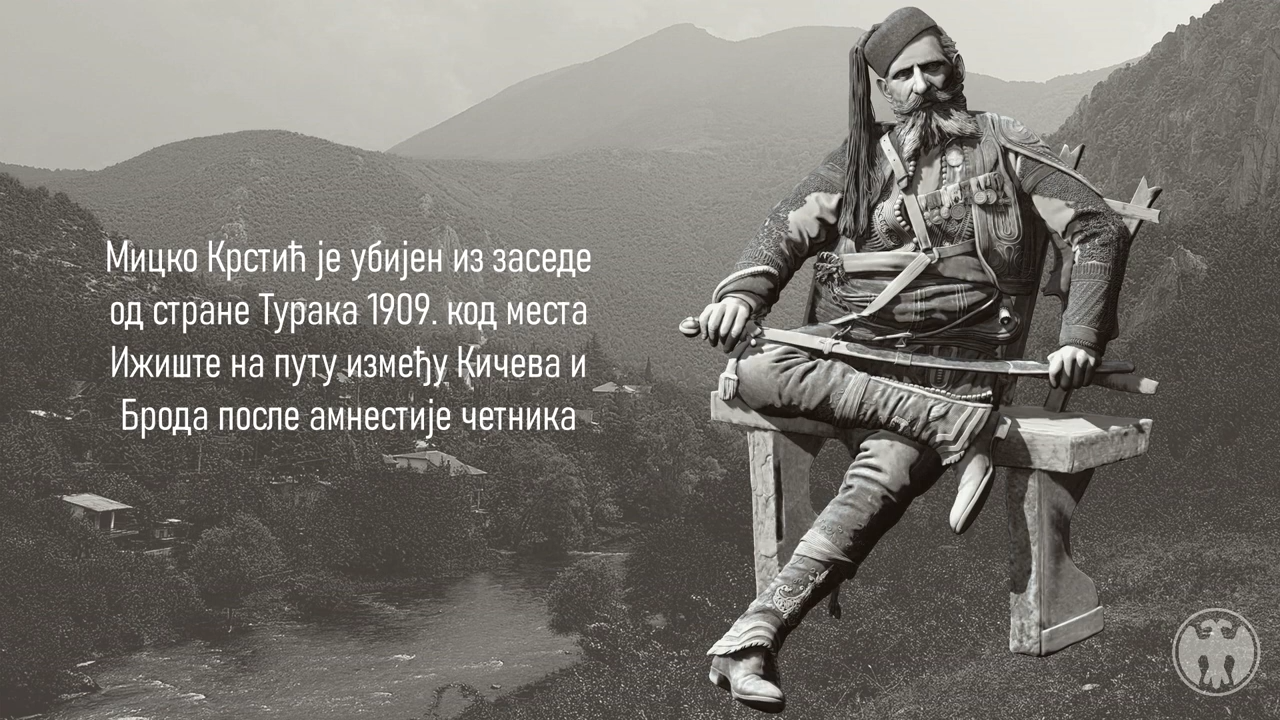 Мицко Крстић је убијен из заседе
од стране Турака 1909. код места
Ижиште на путу између Кичева и
Брода после амнестије четника